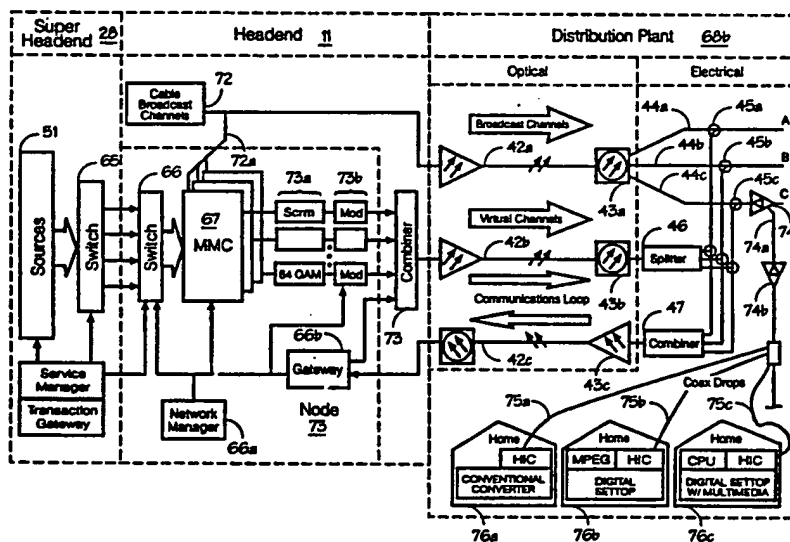 Super
Headend 28
Headend 11
Distribution Plant 68b
Optical
Electrical
72
Cable
Broadcast
Channels
72a
Broadcast Channels
42a
44a
45a
A
44b
45b
B
44c
45c
C
43a
74
74a
74b
51
65
66
Sources
Switch
Switch
67
MMC
73a
73b
Scrm
Mod
64 QAM
Mod
Combiner
73
Virtual Channels
42b
43b
46
Splitter
Communications Loop
47
Combiner
42c
43c
66b
Gateway
Service
Manager
Transaction
Gateway
Network
Manager
66a
Node
73
Coax Drops
75a
75b
75c
Home
HIC
CONVENTIONAL
CONVERTER
76a
Home
MPEG
HIC
DIGITAL
SETTOP
76b
Home
CPU
HIC
DIGITAL SETTOP
W/ MULTIMEDIA
76c